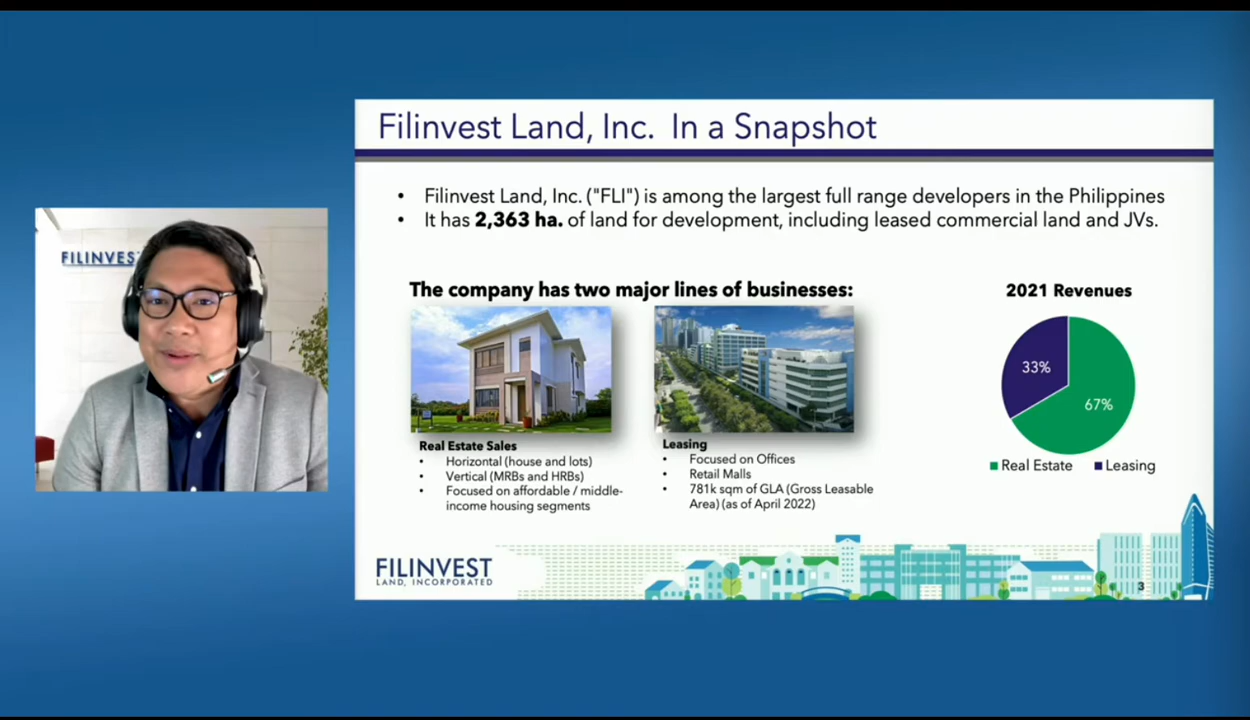 Filinvest Land, Inc. In a Snapshot
• Filinvest Land, Inc. ("FLI") is among the largest full range developers in the Philippines
• It has 2,363 ha. of land for development, including leased commercial land and JVs.
FILINVEST
The company has two major lines of businesses:
Real Estate Sales
• Horizontal (house and lots)
• Vertical (MRBs and HRBs)
• Focused on affordable / middle-
income housing segments
Leasing
• Focused on Offices
• Retail Malls
• 781k sqm of GLA (Gross Leasable
Area) (as of April 2022)
2021 Revenues
33%
67%
Real Estate
Leasing
FILINVEST
LAND, INCORPORATED
3